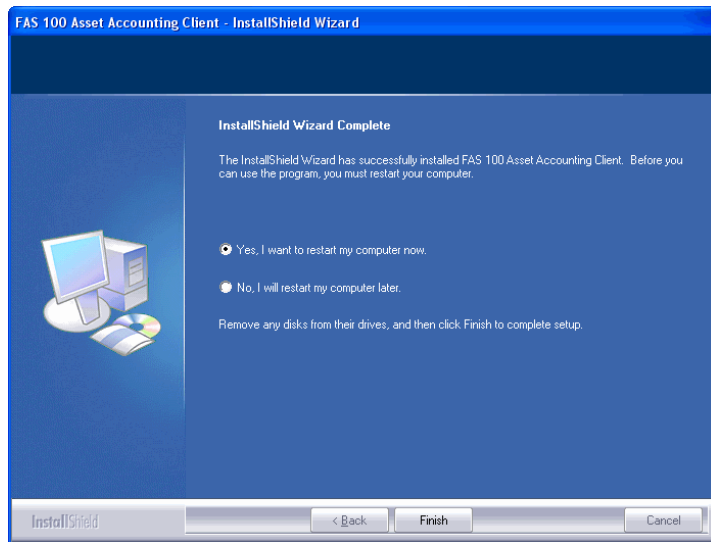 FAS 100 Asset Accounting Client - InstallShield Wizard
InstallShield Wizard Complete
The InstallShield Wizard has successfully installed FAS 100 Asset Accounting Client. Before you
can use the program, you must restart your computer.
Yes, I want to restart my computer now.
No, I will restart my computer later.
Remove any disks from their drives, and then click Finish to complete setup.
InstallShield
< Back
Finish
Cancel